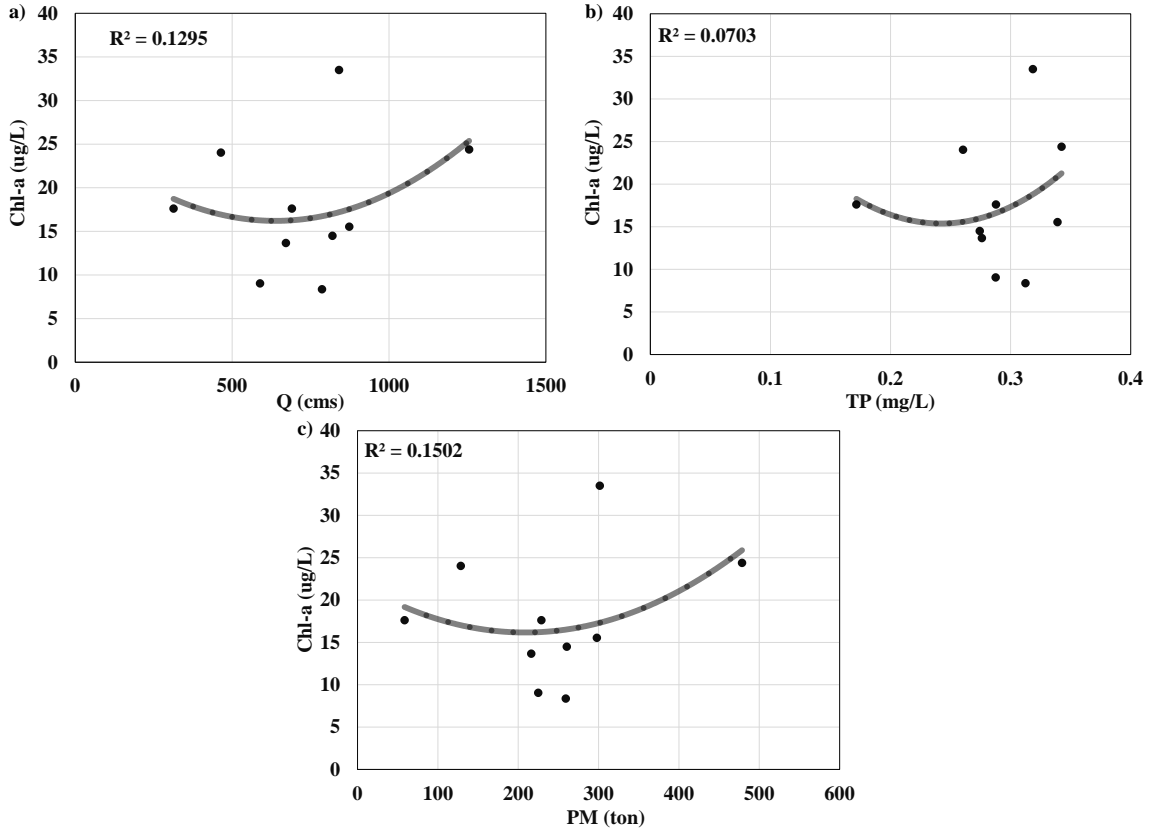 a)
R² = 0.1295
40
35
30
25
20
15
10
5
0
Chl-a (ug/L)
0 500 1000 1500
Q (cms)
b)
R² = 0.0703
40
35
30
25
20
15
10
5
0
Chl-a (ug/L)
0 0.1 0.2 0.3 0.4
TP (mg/L)
c)
R² = 0.1502
40
35
30
25
20
15
10
5
0
Chl-a (ug/L)
0 100 200 300 400 500 600
PM (ton)